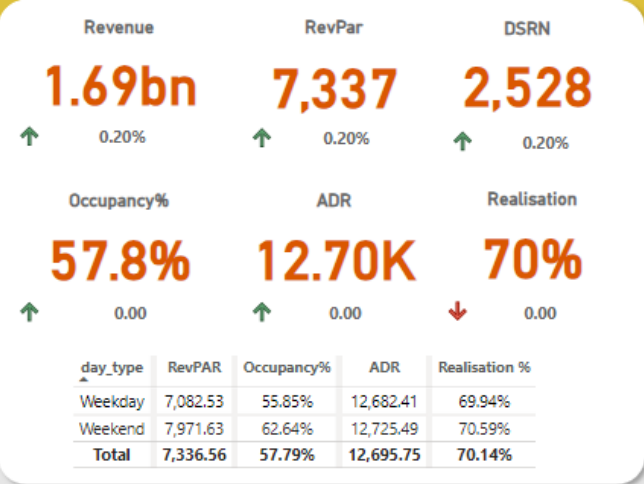 Revenue RevPar DSRN
1.69bn 7,337 2,528
0.20% 0.20% 0.20%
Occupancy% ADR Realisation
57.8% 12.70K 70%
0.00 0.00 0.00
day_type RevPAR Occupancy% ADR Realisation %
Weekday 7,082.53 55.85% 12,682.41 69.94%
Weekend 7,971.63 62.64% 12,725.49 70.59%
Total 7,336.56 57.79% 12,695.75 70.14%